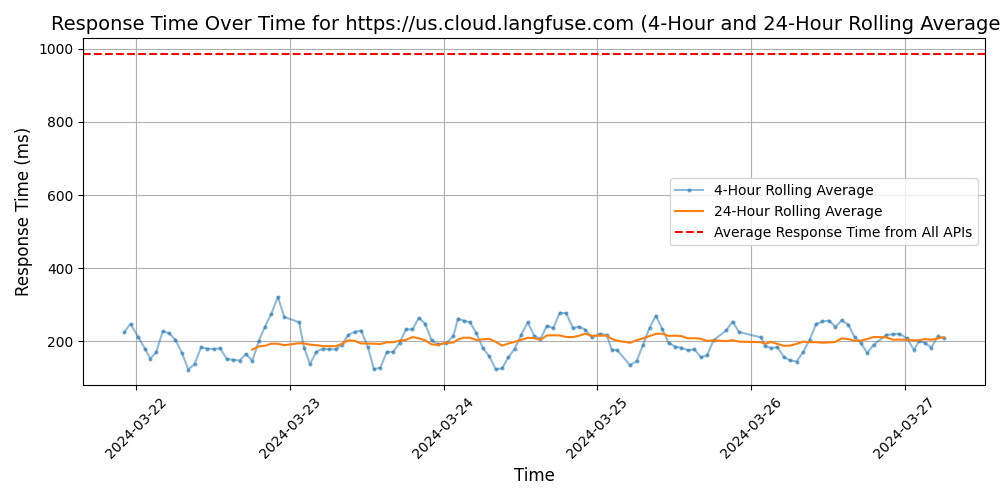 Response Time Over Time for https://us.cloud.langfuse.com (4-Hour and 24-Hour Rolling Average
1000
800
600
400
200
Response Time (ms)
4-Hour Rolling Average
24-Hour Rolling Average
Average Response Time from All APIs
2024-03-22
2024-03-23
2024-03-24
2024-03-25
2024-03-26
2024-03-27
Time